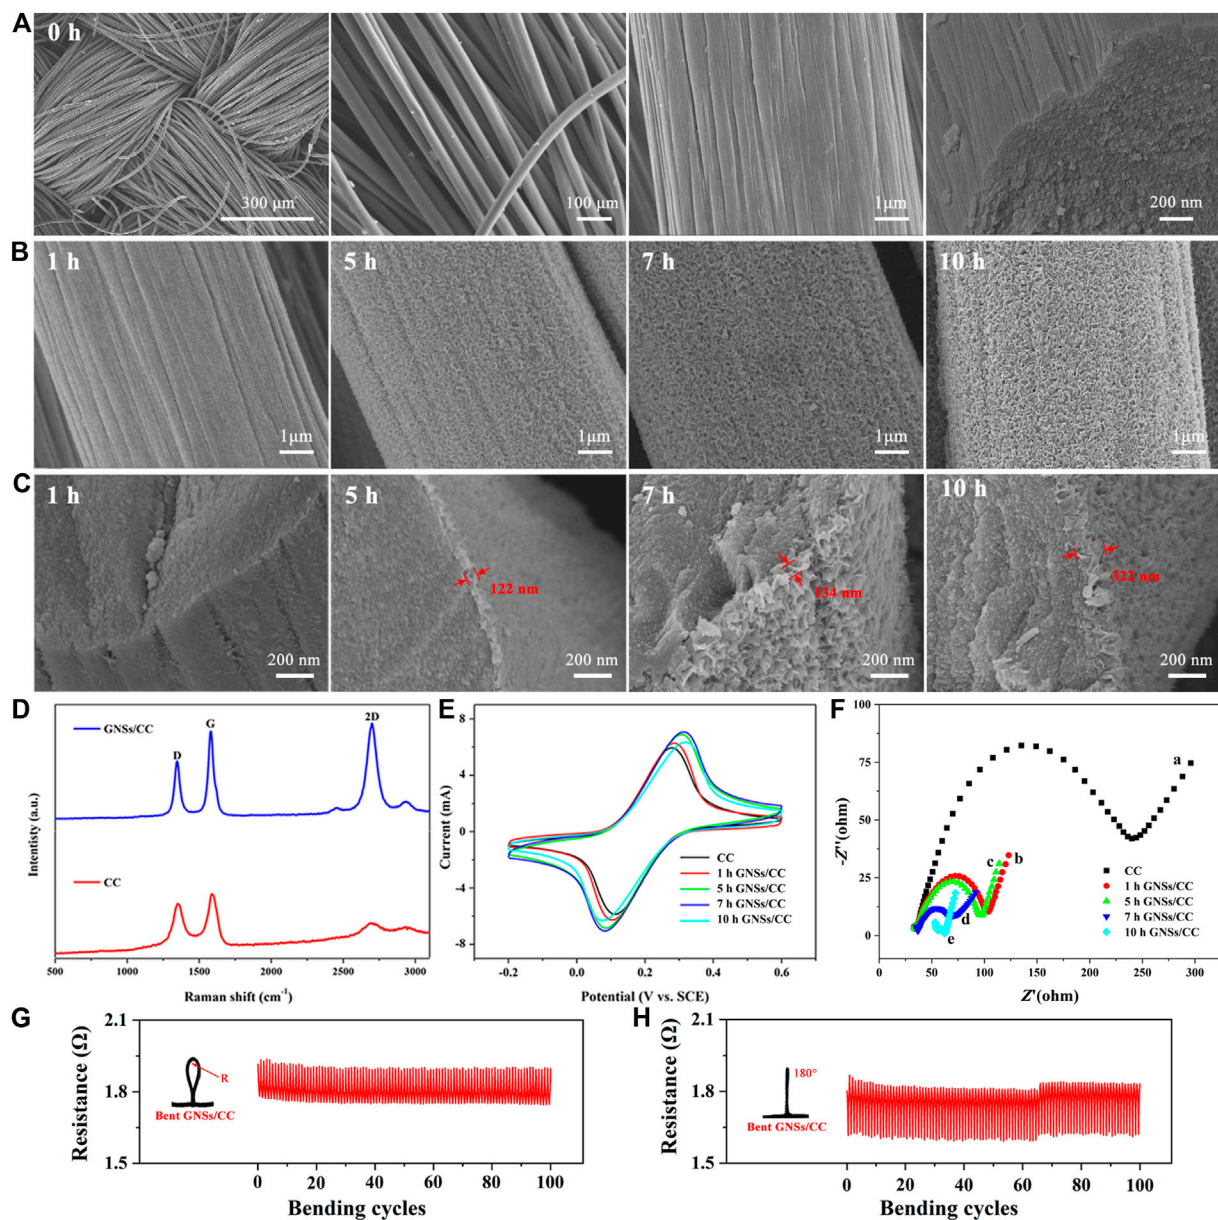 A
0 h
300 μm
100 μm
1μm
200 nm
B
1 h
5 h
7 h
10 h
1μm
1μm
1μm
1μm
C
1 h
5 h
7 h
10 h
122 nm
134 nm
322 nm
200 nm
200 nm
200 nm
200 nm
D
GNSs/CC
D
G
2D
CC
Intentisty (a.u.)
500
1000
1500
2000
2500
3000
Raman shift (cm-1)
E
8
4
0
-4
-8
Current (mA)
CC
1 h GNSs/CC
5 h GNSs/CC
7 h GNSs/CC
10 h GNSs/CC
-0.2
0.0
0.2
0.4
0.6
Potential (V vs. SCE)
F
100
75
50
25
0
-Z''(ohm)
a
c
b
d
e
CC
1 h GNSs/CC
5 h GNSs/CC
7 h GNSs/CC
10 h GNSs/CC
0
50
100
150
200
250
300
Z'(ohm)
G
2.1
1.8
1.5
Resistance (Ω)
R
Bent GNSs/CC
0
20
40
60
80
100
Bending cycles
H
2.1
1.8
1.5
Resistance (Ω)
180°
Bent GNSs/CC
0
20
40
60
80
100
Bending cycles